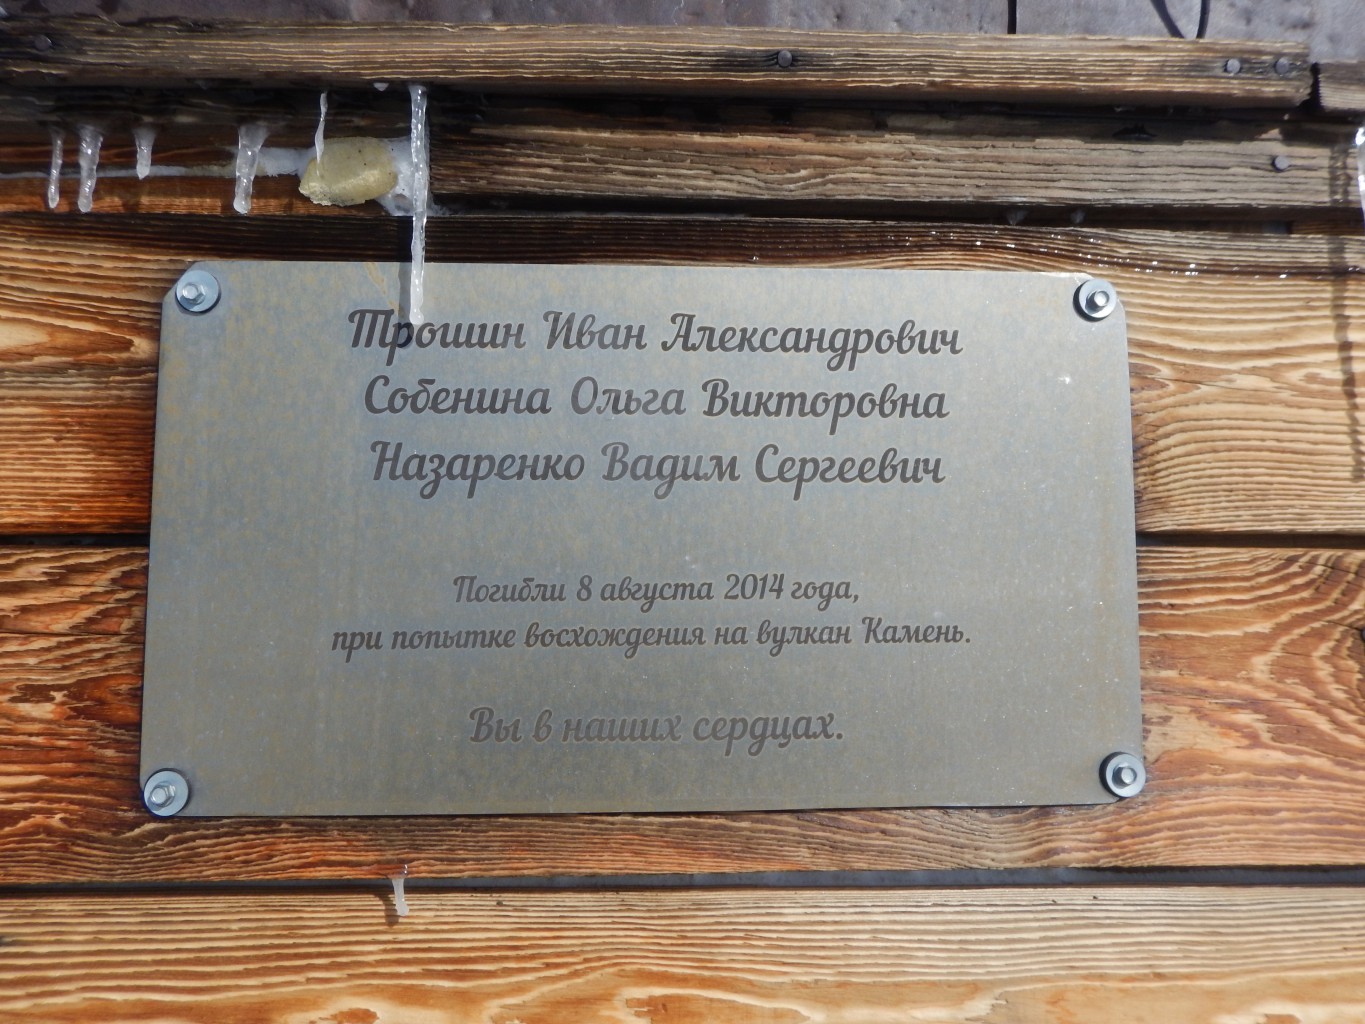 Трошин Иван Александрович
Собенина Ольга Викторовна
Назаренко Вадим Сергеевич
Погибли 8 августа 2014 года,
при попытке восхождения на вулкан Камень.
Вы в наших сердцах.